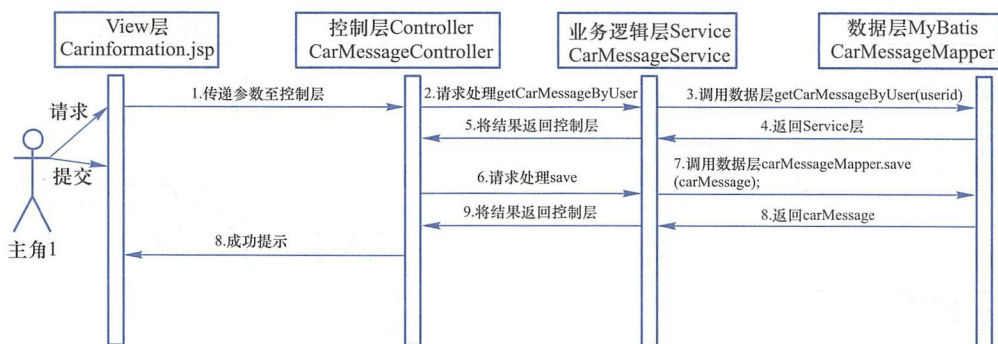 View层
Carinformation.jsp
控制层Controller
CarMessageController
业务逻辑层Service
CarMessageService
数据层MyBatis
CarMessageMapper
请求
提交
主角1
1.传递参数至控制层
2.请求处理getCarMessageByUser
3.调用数据层getCarMessageByUser(userid)
5.将结果返回控制层
4.返回Service层
6.请求处理save
7.调用数据层carMessageMapper.save
(carMessage);
9.将结果返回控制层
8.返回carMessage
8.成功提示